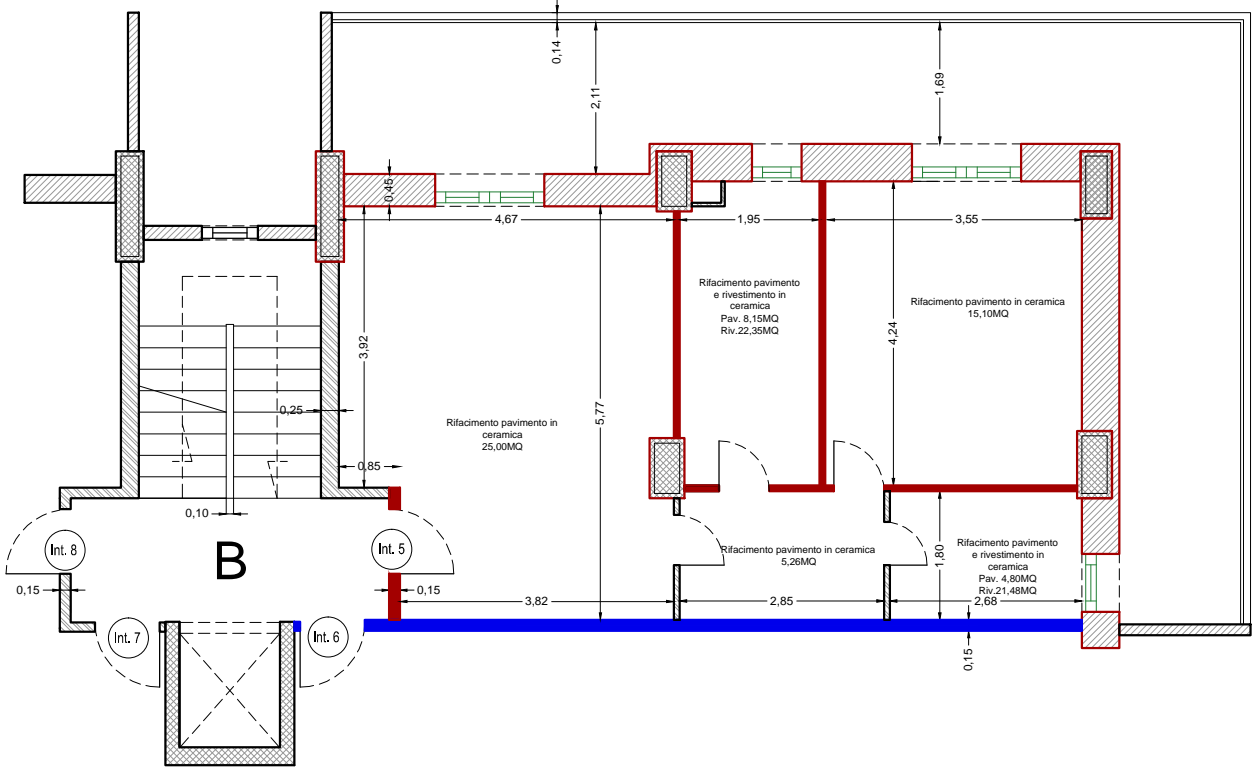 0,14
2,11
1,69
0,45
4,67
1,95
3,55
Rifacimento pavimento
e rivestimento in
ceramica
Pav. 8,15MQ
Riv.22,35MQ
Rifacimento pavimento in ceramica
15,10MQ
3,92
4,24
0,25
5,77
Rifacimento pavimento in
ceramica
25,00MQ
0,85
0,10
B
Int. 8
Int. 5
Rifacimento pavimento in ceramica
5,26MQ
1,80
Rifacimento pavimento
e rivestimento in
ceramica
Pav. 4,80MQ
Riv.21,48MQ
0,15
0,15
3,82
2,85
2,68
Int. 7
Int. 6
0,15